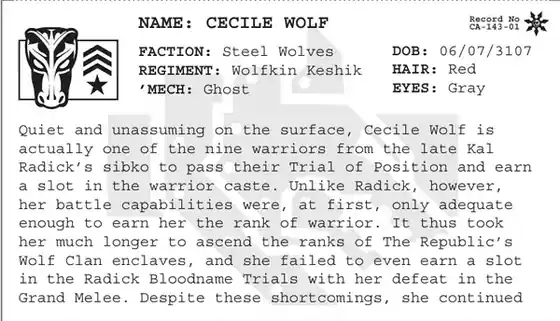 NAME: CECILE WOLF
Record No
CA-143-01
FACTION: Steel Wolves
DOB: 06/07/3107
REGIMENT: Wolfkin Keshik
HAIR: Red
'MECH: Ghost
EYES: Gray
Quiet and unassuming on the surface, Cecile Wolf is
actually one of the nine warriors from the late Kal
Radick's sibko to pass their Trial of Position and earn
a slot in the warrior caste. Unlike Radick, however,
her battle capabilities were, at first, only adequate
enough to earn her the rank of warrior. It thus took
her much longer to ascend the ranks of The Republic's
Wolf Clan enclaves, and she failed to even earn a slot
in the Radick Bloodname Trials with her defeat in the
Grand Melee. Despite these shortcomings, she continued